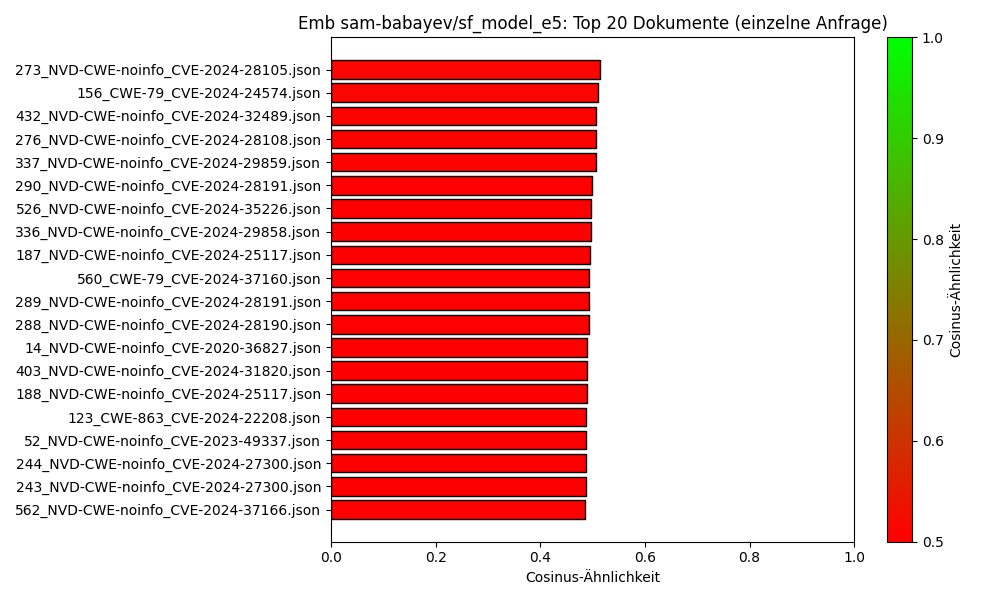 Emb sam-babayev/sf_model_e5: Top 20 Dokumente (einzelne Anfrage)
273_NVD-CWE-noinfo_CVE-2024-28105.json
156_CWE-79_CVE-2024-24574.json
432_NVD-CWE-noinfo_CVE-2024-32489.json
276_NVD-CWE-noinfo_CVE-2024-28108.json
337_NVD-CWE-noinfo_CVE-2024-29859.json
290_NVD-CWE-noinfo_CVE-2024-28191.json
526_NVD-CWE-noinfo_CVE-2024-35226.json
336_NVD-CWE-noinfo_CVE-2024-29858.json
187_NVD-CWE-noinfo_CVE-2024-25117.json
560_CWE-79_CVE-2024-37160.json
289_NVD-CWE-noinfo_CVE-2024-28191.json
288_NVD-CWE-noinfo_CVE-2024-28190.json
14_NVD-CWE-noinfo_CVE-2020-36827.json
403_NVD-CWE-noinfo_CVE-2024-31820.json
188_NVD-CWE-noinfo_CVE-2024-25117.json
123_CWE-863_CVE-2024-22208.json
52_NVD-CWE-noinfo_CVE-2023-49337.json
244_NVD-CWE-noinfo_CVE-2024-27300.json
243_NVD-CWE-noinfo_CVE-2024-27300.json
562_NVD-CWE-noinfo_CVE-2024-37166.json
0.0 0.2 0.4 0.6 0.8 1.0
Cosinus-Ähnlichkeit
1.0
0.9
0.8
0.7
0.6
0.5
Cosinus-Ähnlichkeit